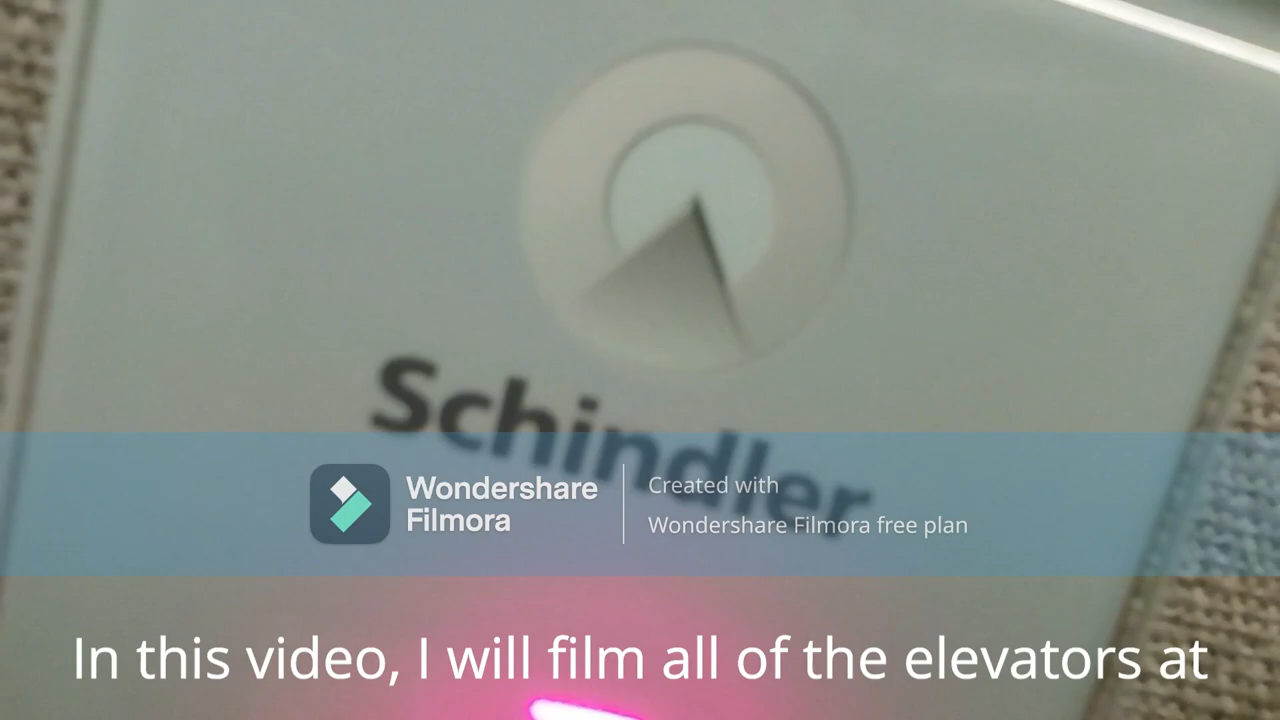 Schindler
Wondershare
Filmora
Created with
Wondershare Filmora free plan
In this video, I will film all of the elevators at